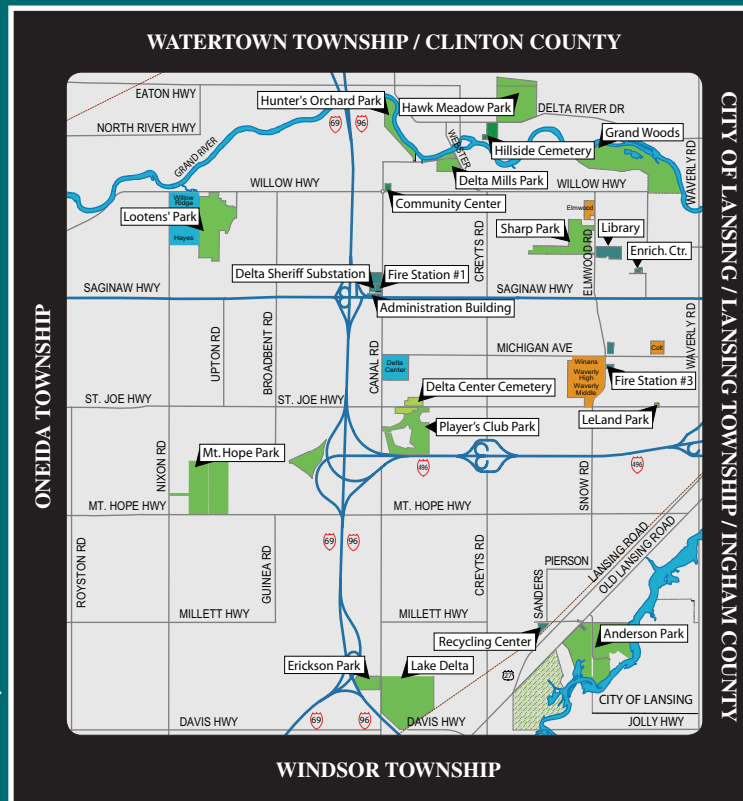 WATERTOWN TOWNSHIP / CLINTON COUNTY
EATON HWY
Hunter's Orchard Park
Hawk Meadow Park
DELTA RIVER DR
NORTH RIVER HWY
69
96
GRAND RIVER
WEBSTER
Hillside Cemetery
Grand Woods
WAVERLY RD
Delta Mills Park
WILLOW HWY
WILLOW HWY
Willow
Ridge
Hayes
Lootens' Park
Community Center
Elmwood
Sharp Park
Library
Enrich. Ctr.
CREYTS RD
ELMWOOD RD
Delta Sheriff Substation
Fire Station #1
SAGINAW HWY
SAGINAW HWY
Administration Building
UPTON RD
BROADBENT RD
CANAL RD
MICHIGAN AVE
WAVERLY RD
Colt
Delta
Center
Winans
Waverly
High
Waverly
Middle
Fire Station #3
ST. JOE HWY
ST. JOE HWY
Delta Center Cemetery
LeLand Park
Player's Club Park
NIXON RD
Mt. Hope Park
496
496
SNOW RD
MT. HOPE HWY
MT. HOPE HWY
69
96
ROYSTON RD
GUINEA RD
CREYTS RD
SANDERS
PIERSON
LANSING ROAD
OLD LANSING ROAD
MILLETT HWY
MILLETT HWY
Recycling Center
Anderson Park
Erickson Park
Lake Delta
CITY OF LANSING
69
96
DAVIS HWY
DAVIS HWY
JOLLY HWY
ONEIDA TOWNSHIP
CITY OF LANSING / LANSING TOWNSHIP / INGHAM COUNTY
WINDSOR TOWNSHIP